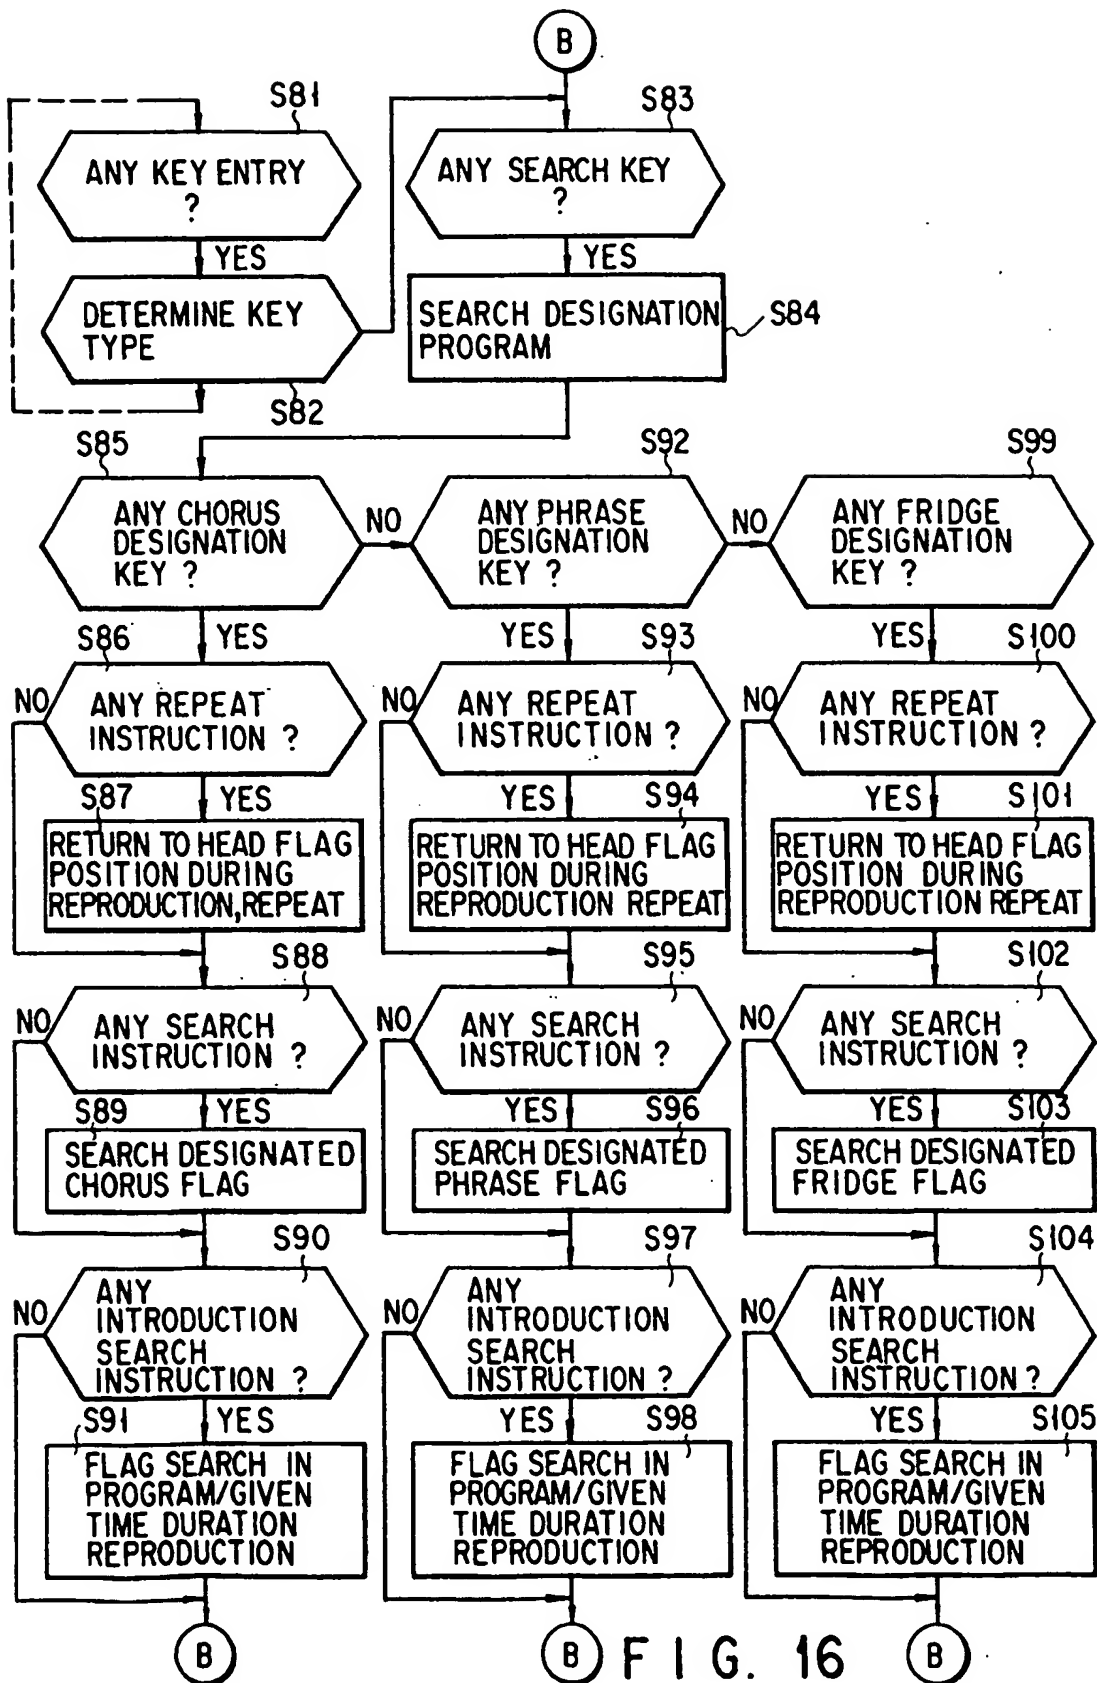 B
S81
ANY KEY ENTRY
?
YES
DETERMINE KEY
TYPE
S82
S83
ANY SEARCH KEY
?
YES
SEARCH DESIGNATION
PROGRAM
S84
S85
ANY CHORUS
DESIGNATION
KEY ?
NO
S92
ANY PHRASE
DESIGNATION
KEY ?
NO
S99
ANY FRIDGE
DESIGNATION
KEY ?
YES
S86
NO
ANY REPEAT
INSTRUCTION ?
YES
S87
RETURN TO HEAD FLAG
POSITION DURING
REPRODUCTION, REPEAT
S88
NO
ANY SEARCH
INSTRUCTION ?
YES
S89
SEARCH DESIGNATED
CHORUS FLAG
S90
NO
ANY
INTRODUCTION
SEARCH
INSTRUCTION ?
YES
S91
FLAG SEARCH IN
PROGRAM/GIVEN
TIME DURATION
REPRODUCTION
B
YES
S93
NO
ANY REPEAT
INSTRUCTION ?
YES
S94
RETURN TO HEAD FLAG
POSITION DURING
REPRODUCTION REPEAT
S95
NO
ANY SEARCH
INSTRUCTION ?
YES
S96
SEARCH DESIGNATED
PHRASE FLAG
S97
NO
ANY
INTRODUCTION
SEARCH
INSTRUCTION ?
YES
S98
FLAG SEARCH IN
PROGRAM/GIVEN
TIME DURATION
REPRODUCTION
B
YES
S100
NO
ANY REPEAT
INSTRUCTION ?
YES
S101
RETURN TO HEAD FLAG
POSITION DURING
REPRODUCTION REPEAT
S102
NO
ANY SEARCH
INSTRUCTION ?
YES
S103
SEARCH DESIGNATED
FRIDGE FLAG
S104
NO
ANY
INTRODUCTION
SEARCH
INSTRUCTION ?
YES
S105
FLAG SEARCH IN
PROGRAM/GIVEN
TIME DURATION
REPRODUCTION
B
FIG. 16